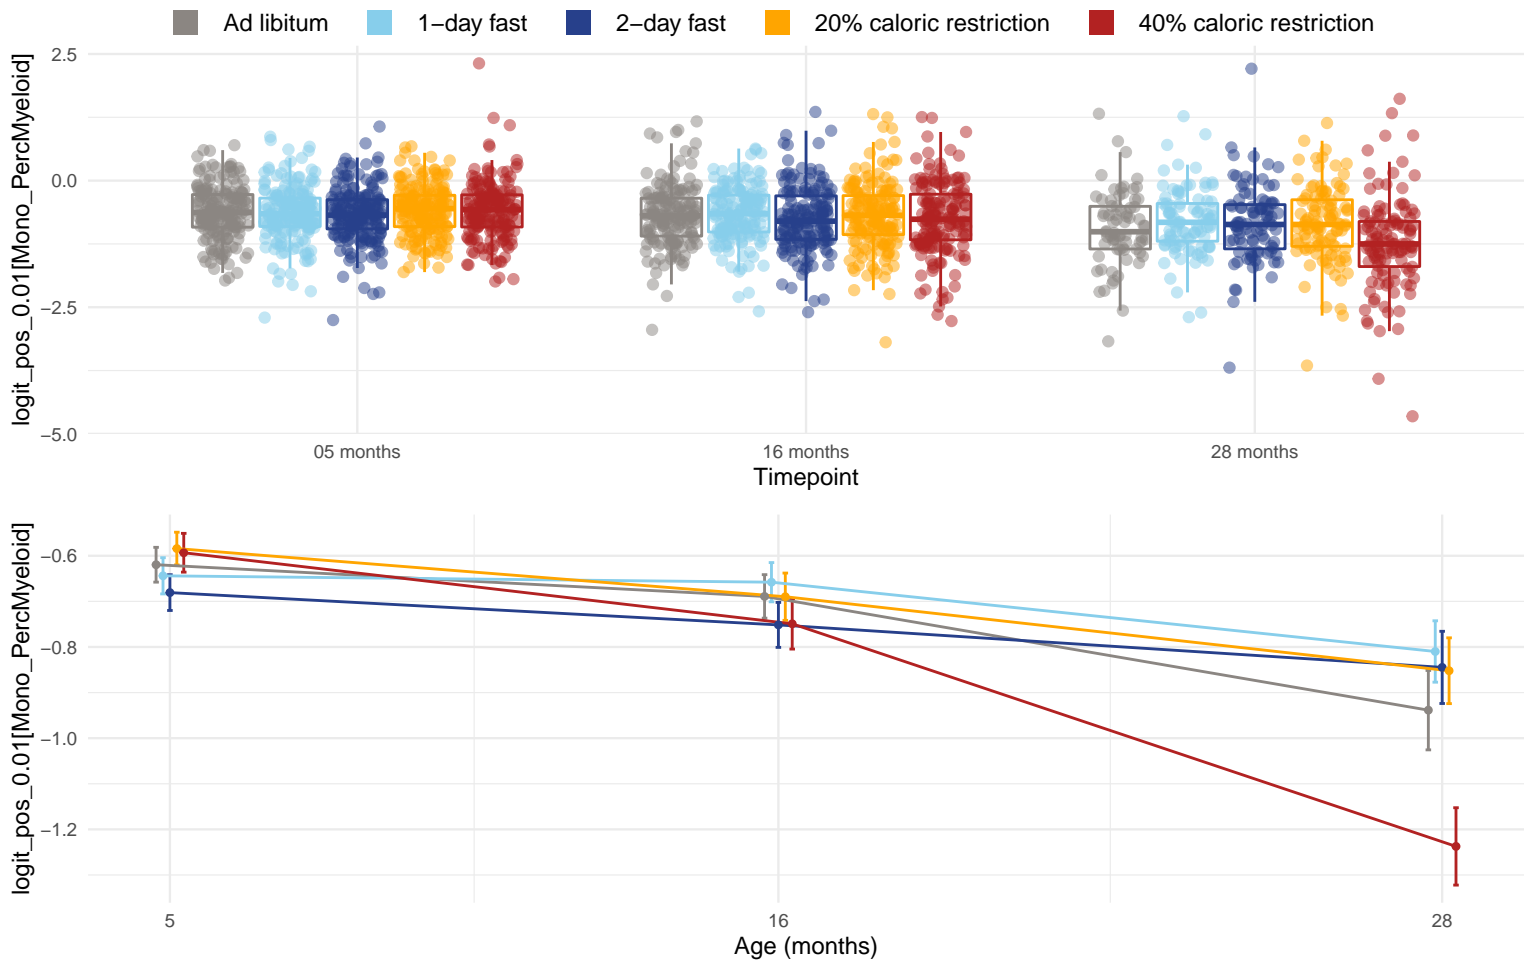 Ad libitum 1−day fast 2−day fast 20% caloric restriction 40% caloric restriction
logit_pos_0.01[Mono_PercMyeloid]
2.5
0.0
−2.5
−5.0
05 months 16 months 28 months
Timepoint
logit_pos_0.01[Mono_PercMyeloid]
−0.6
−0.8
−1.0
−1.2
5 16 28
Age (months)